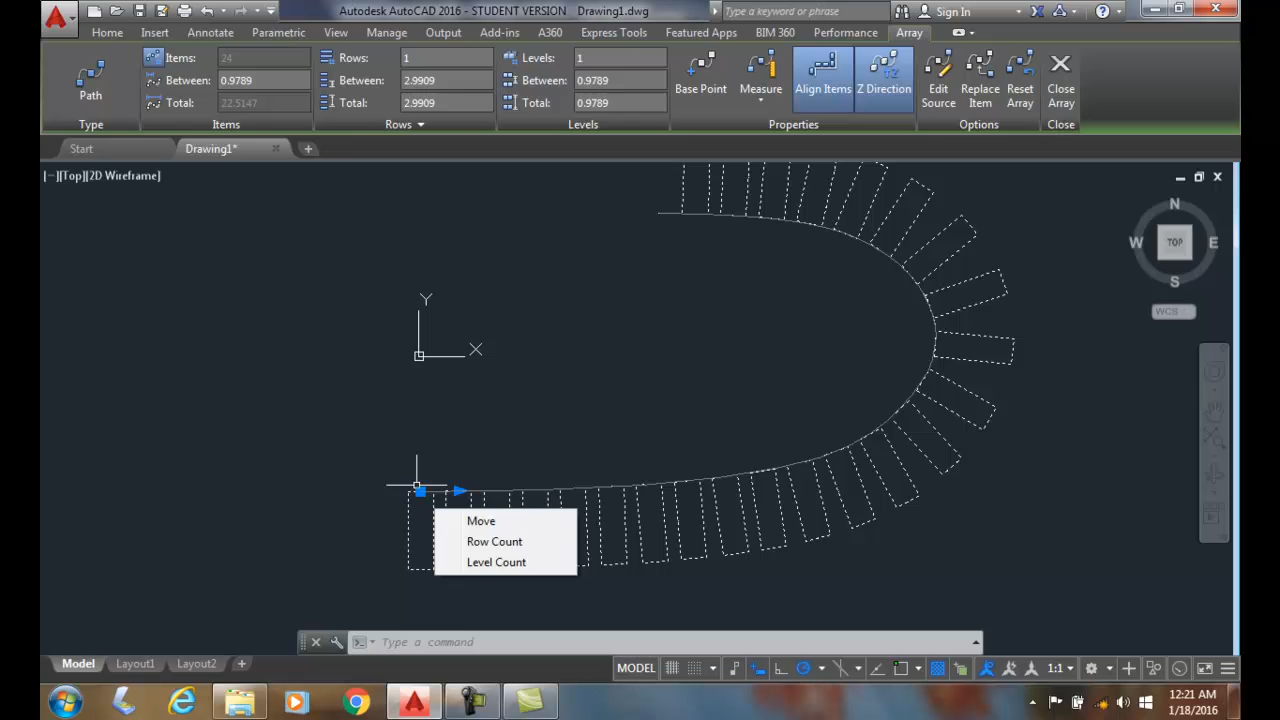 Autodesk AutoCAD 2016 - STUDENT VERSION Drawing1.dwg
Type a keyword or phrase
Sign In
Home Insert Annotate Parametric View Manage Output Add-ins A360 Express Tools Featured Apps BIM 360 Performance Array
Path
Type
Items: 24
Between: 0.9789
Total: 22.5147
Items
Rows: 1
Between: 2.9909
Total: 2.9909
Rows
Levels: 1
Between: 0.9789
Total: 0.9789
Levels
Base Point
Measure
Align Items
Z Direction
Properties
Edit
Source
Replace
Item
Reset
Array
Options
Close
Array
Close
Start
Drawing1*
[−][Top][2D Wireframe]
N
W TOP E
S
WCS
Y
X
Move
Row Count
Level Count
Type a command
Model Layout1 Layout2
MODEL
1:1
12:21 AM
1/18/2016